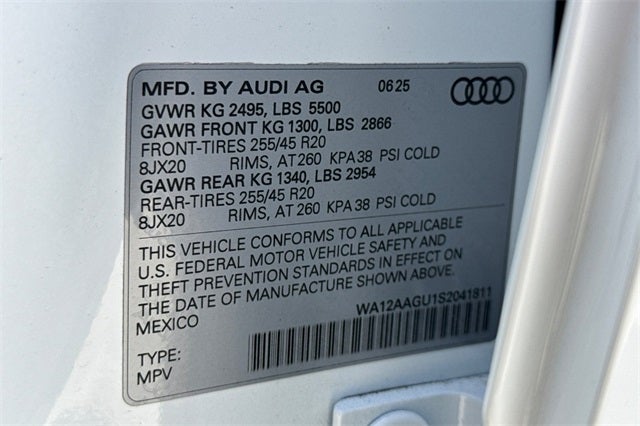 MFD. BY AUDI AG 06 25
GVWR KG 2495, LBS 5500
GAWR FRONT KG 1300, LBS 2866
FRONT-TIRES 255/45 R20
8JX20 RIMS, AT 260 KPA 38 PSI COLD
GAWR REAR KG 1340, LBS 2954
REAR-TIRES 255/45 R20
8JX20 RIMS, AT 260 KPA 38 PSI COLD
THIS VEHICLE CONFORMS TO ALL APPLICABLE
U.S. FEDERAL MOTOR VEHICLE SAFETY AND
THEFT PREVENTION STANDARDS IN EFFECT ON
THE DATE OF MANUFACTURE SHOWN ABOVE.
MEXICO WA12AAGU1S2041811
TYPE:
MPV